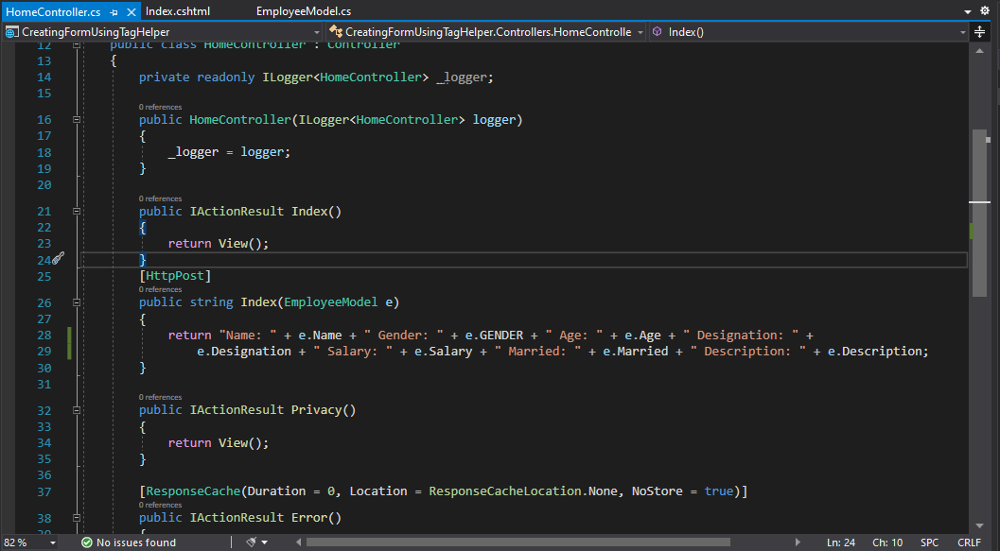 HomeController.cs Index.cshtml EmployeeModel.cs
CreatingFormUsingTagHelper CreatingFormUsingTagHelper.Controllers.HomeControlle Index()
12 public class HomeController : Controller
13 {
14 private readonly ILogger<HomeController> _logger;
15
0 references
16 public HomeController(ILogger<HomeController> logger)
17 {
18 _logger = logger;
19 }
20
0 references
21 public IActionResult Index()
22 {
23 return View();
24 }
25 [HttpPost]
0 references
26 public string Index(EmployeeModel e)
27 {
28 return "Name: " + e.Name + " Gender: " + e.GENDER + " Age: " + e.Age + " Designation: " +
29 e.Designation + " Salary: " + e.Salary + " Married: " + e.Married + " Description: " + e.Description;
30 }
31
0 references
32 public IActionResult Privacy()
33 {
34 return View();
35 }
36
37 [ResponseCache(Duration = 0, Location = ResponseCacheLocation.None, NoStore = true)]
0 references
38 public IActionResult Error()
39 {
82 % No issues found Ln: 24 Ch: 10 SPC CRLF